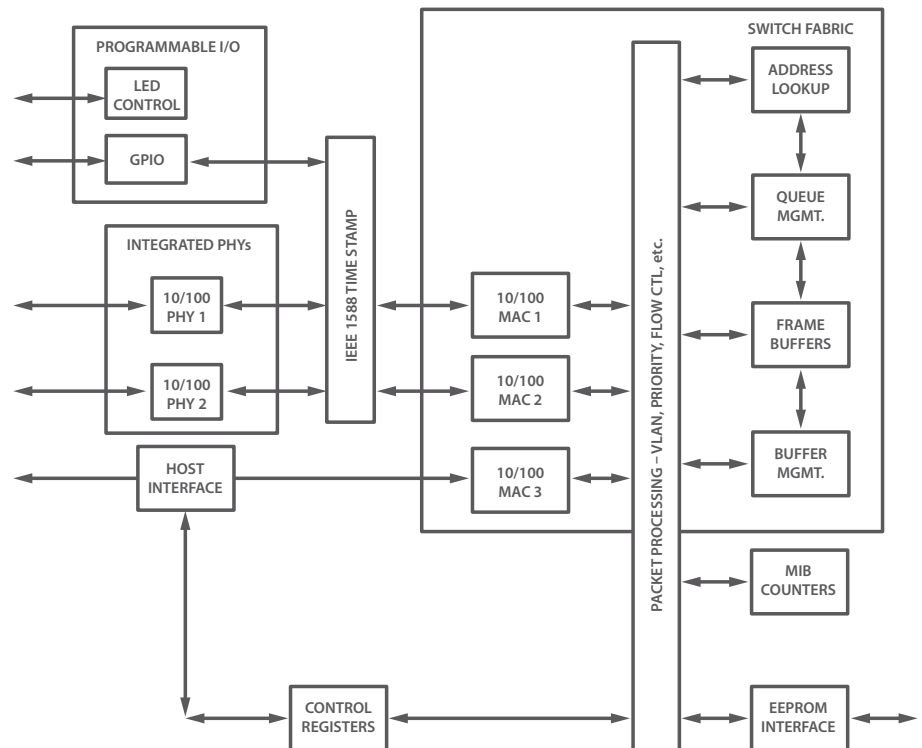 PROGRAMMABLE I/O
LED
CONTROL
GPIO
INTEGRATED PHYs
10/100
PHY 1
10/100
PHY 2
HOST
INTERFACE
IEEE 1588 TIME STAMP
SWITCH FABRIC
10/100
MAC 1
10/100
MAC 2
10/100
MAC 3
PACKET PROCESSING – VLAN, PRIORITY, FLOW CTL, etc.
ADDRESS
LOOKUP
QUEUE
MGMT.
FRAME
BUFFERS
BUFFER
MGMT.
MIB
COUNTERS
CONTROL
REGISTERS
EEPROM
INTERFACE